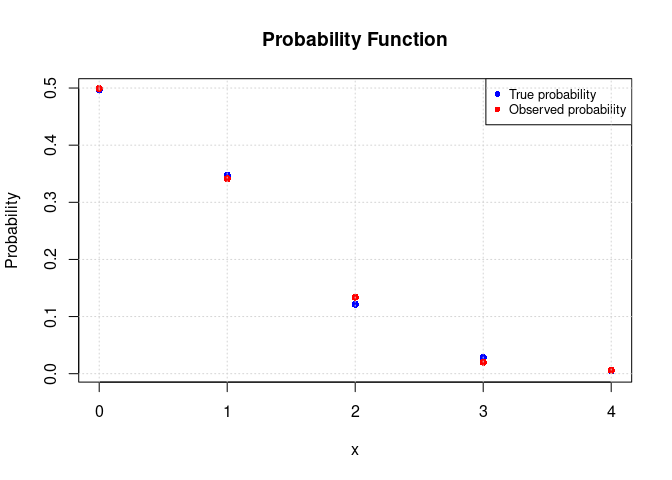 Probability Function
True probability
Observed probability
Probability
0.5
0.4
0.3
0.2
0.1
0.0
0 1 2 3 4
x